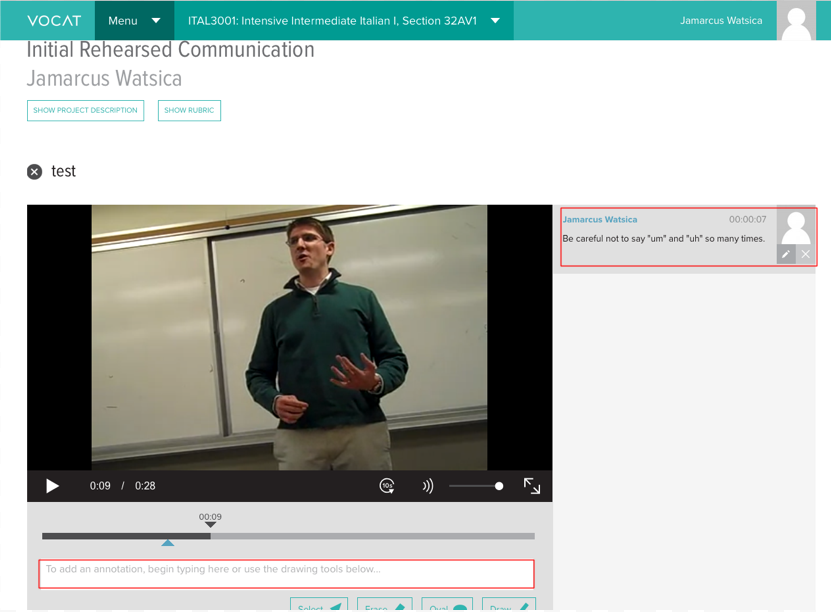 VOCAT Menu ITAL3001: Intensive Intermediate Italian I, Section 32AV1 Jamarcus Watsica
Initial Rehearsed Communication
Jamarcus Watsica
SHOW PROJECT DESCRIPTION SHOW RUBRIC
test
Jamarcus Watsica 00:00:07
Be careful not to say "um" and "uh" so many times.
0:09 / 0:28 10s
00:09
To add an annotation, begin typing here or use the drawing tools below...
Select Erase Oval Draw